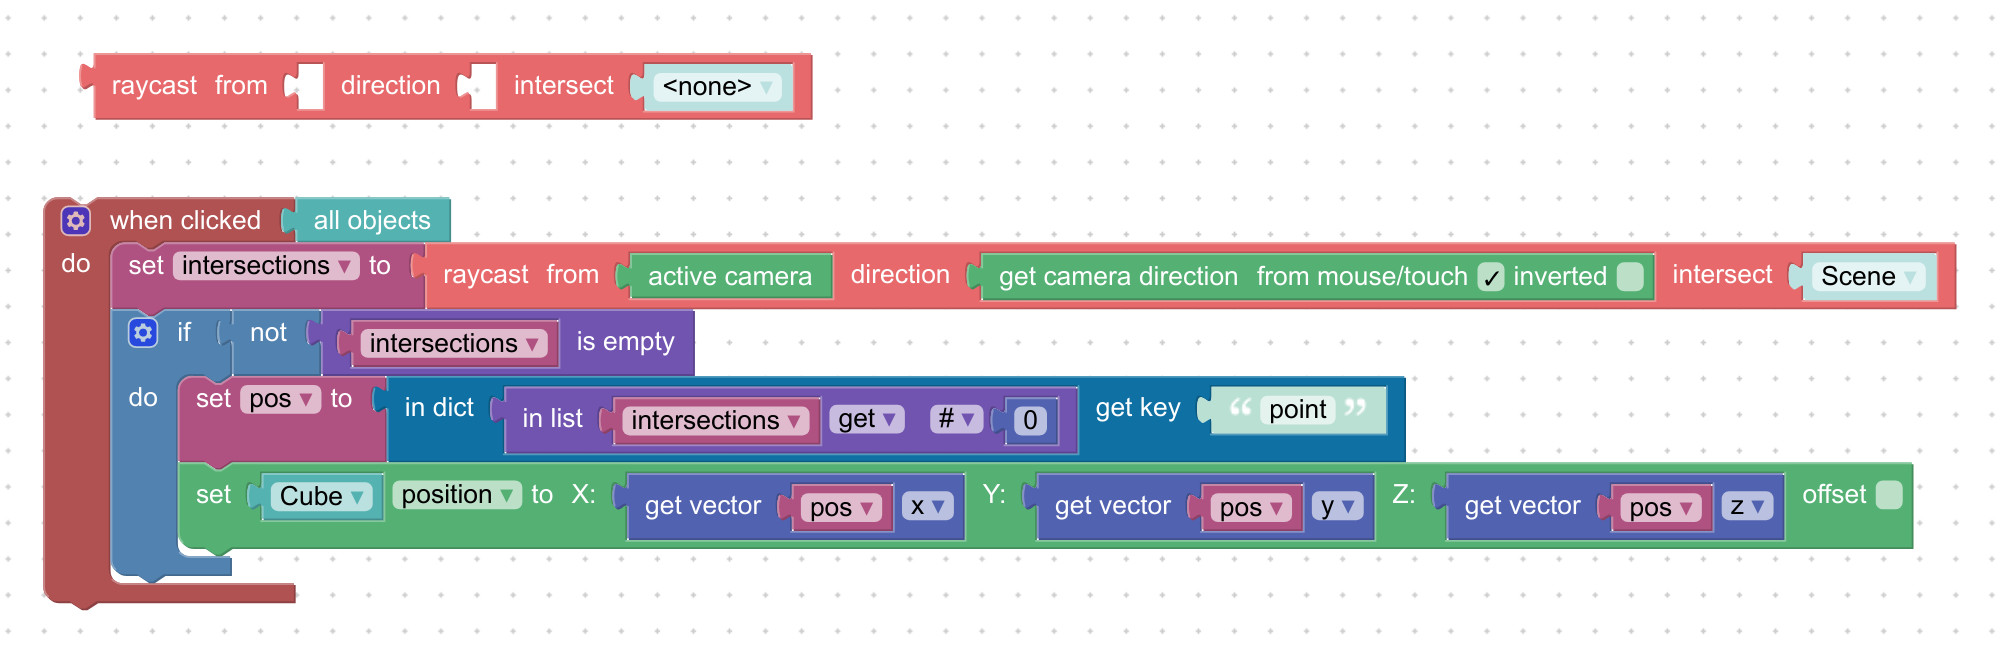 raycast from direction intersect <none>
when clicked all objects
do set intersections to raycast from active camera direction get camera direction from mouse/touch ✓ inverted intersect Scene
if not intersections is empty
do set pos to in dict in list intersections get # 0 get key “ point ”
set Cube position to X: get vector pos x Y: get vector pos y Z: get vector pos z offset